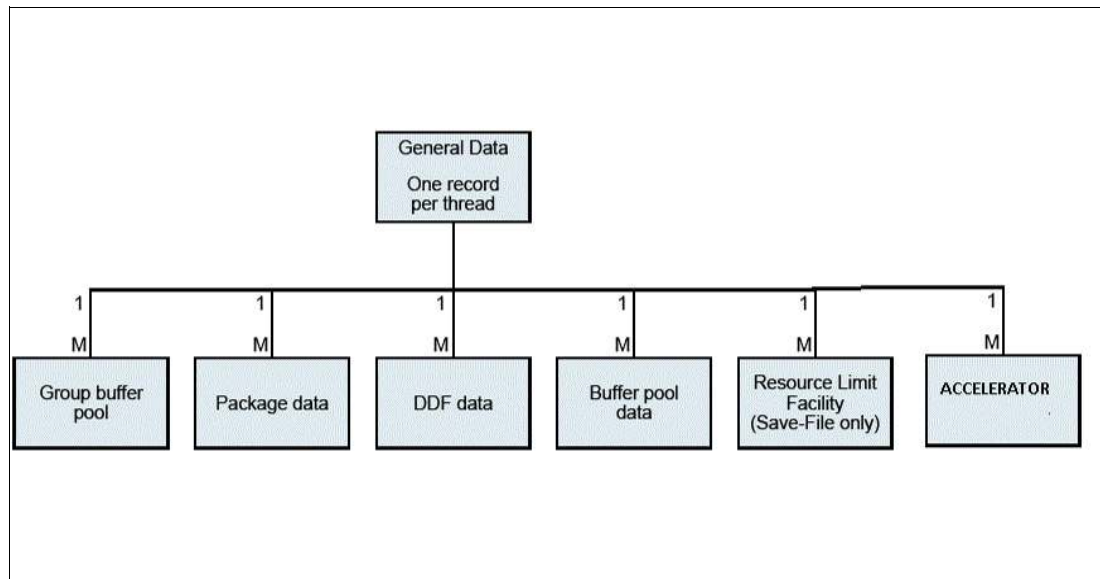 General Data
One record
per thread
1
1
1
1
1
1
M
M
M
M
M
M
Group buffer
pool
Package data
DDF data
Buffer pool
data
Resource Limit
Facility
(Save-File only)
ACCELERATOR